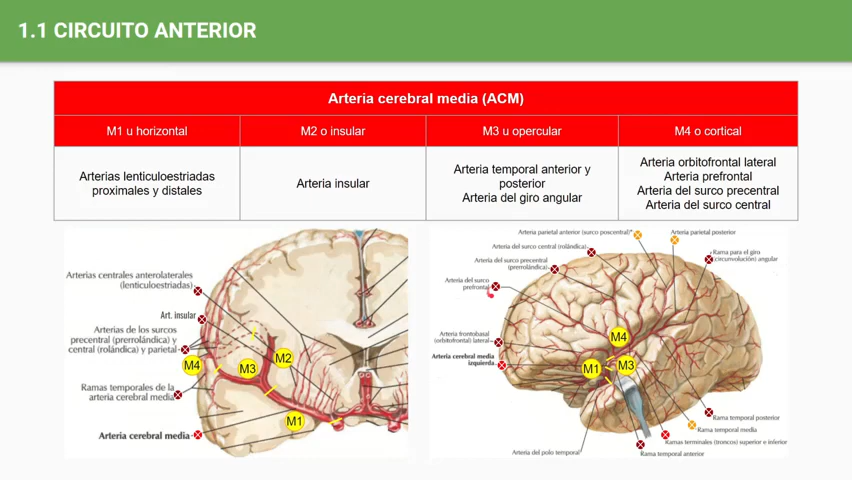 1.1 CIRCUITO ANTERIOR
Arteria cerebral media (ACM)
M1 u horizontal
M2 o insular
M3 u opercular
M4 o cortical
Arterias lenticuloestriadas
proximales y distales
Arteria insular
Arteria temporal anterior y
posterior
Arteria del giro angular
Arteria orbitofrontal lateral
Arteria prefrontal
Arteria del surco precentral
Arteria del surco central
Arterias centrales anterolaterales
(lenticuloestriadas)
Art. insular
Arterias de los surcos
precentral (prerrolándica) y
central (rolándica) y parietal
Ramas temporales de la
arteria cerebral media
Arteria cerebral media
M4
M3
M2
M1
Arteria parietal anterior (surco poscentral)*
Arteria parietal posterior
Arteria del surco central (rolándica)
Rama para el giro
(circunvolución) angular
Arteria del surco precentral
(prerrolándica)
Arteria del surco
prefrontal
Arteria frontobasal
(orbitofrontal) lateral
Arteria cerebral media
izquierda
M4
M1
M3
Rama temporal posterior
Rama temporal media
Ramas terminales (troncos) superior e inferior
Arteria del polo temporal
Rama temporal anterior